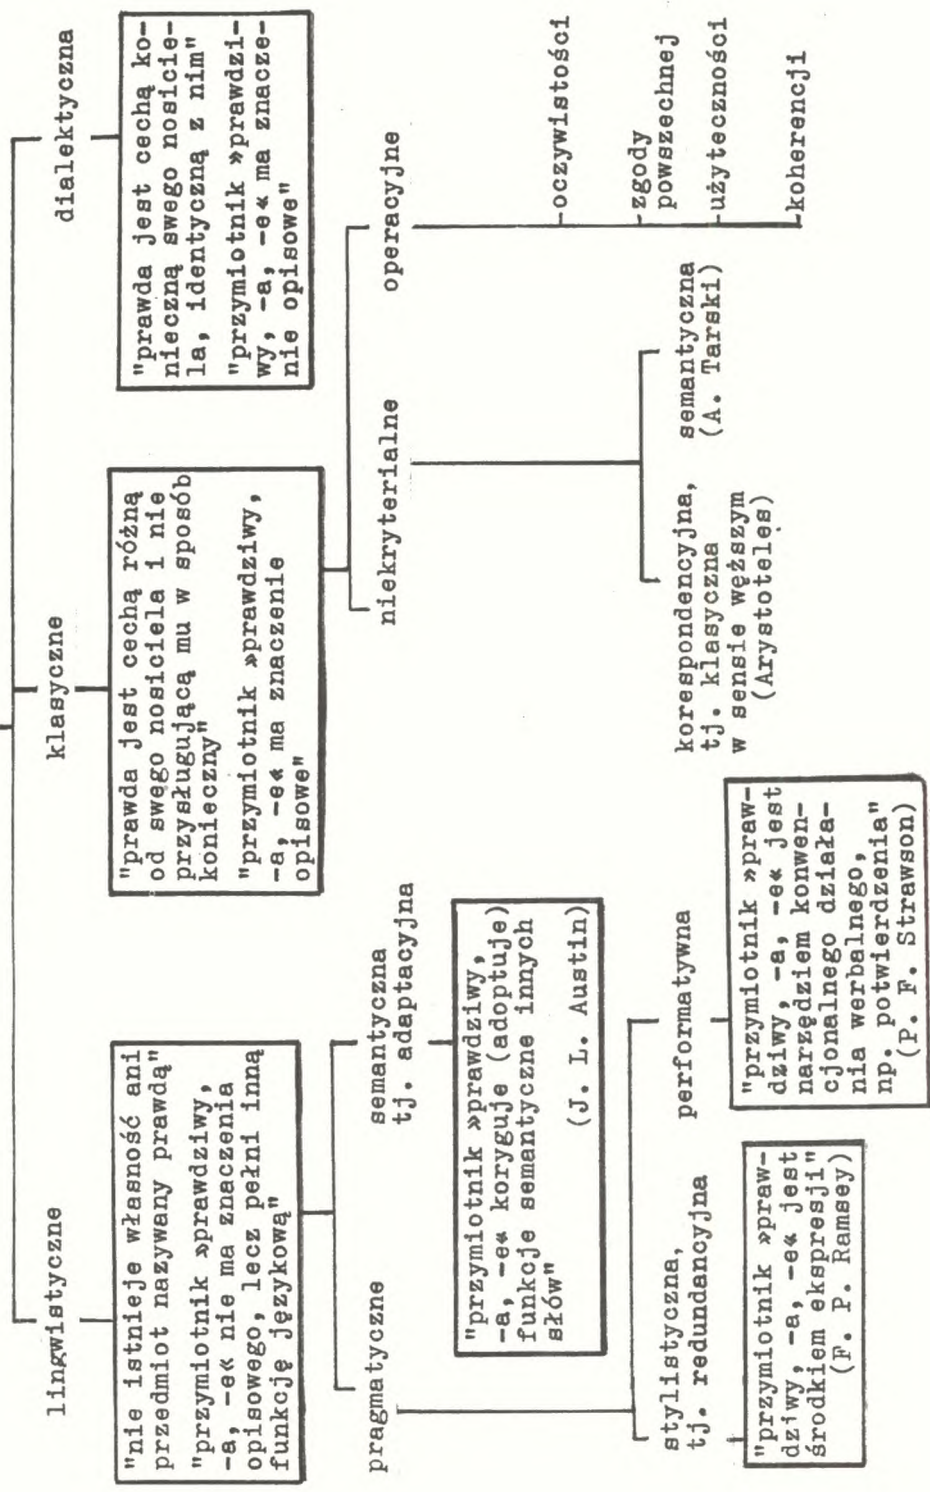 lingwistyczne
"nie istnieje własność ani
przedmiot nazywany prawdą"
"przymiotnik »prawdziwy,
-a, -e« nie ma znaczenia
opisowego, lecz pełni inną
funkcję językową"
pragmatyczne
stylistyczna,
tj. redundancyjna
"przymiotnik »praw-
dziwy, -a, -e« jest
środkiem ekspresji"
(F. P. Ramsey)
performatywna
"przymiotnik »praw-
dziwy, -a, -e« jest
narzędziem konwen-
cjonalnego działa-
nia werbalnego,
np. potwierdzenia"
(P. F. Strawson)
semantyczna
tj. adaptacyjna
"przymiotnik »prawdziwy,
-a, -e« koryguje (adoptuje)
funkcje semantyczne innych
słów"
(J. L. Austin)
klasyczne
"prawda jest cechą różną
od swego nosiciela i nie
przysługującą mu w sposób
konieczny"
"przymiotnik »prawdziwy,
-a, -e« ma znaczenie
opisowe"
niekryterialne
korespondencyjna,
tj. klasyczna
w sensie węższym
(Arystoteles)
semantyczna
(A. Tarski)
operacyjne
oczywistości
zgody
powszechnej
użyteczności
koherencji
dialektyczna
"prawda jest cechą ko-
nieczną swego nosicie-
la, identyczną z nim"
"przymiotnik »prawdzi-
wy, -a, -e« ma znacze-
nie opisowe"